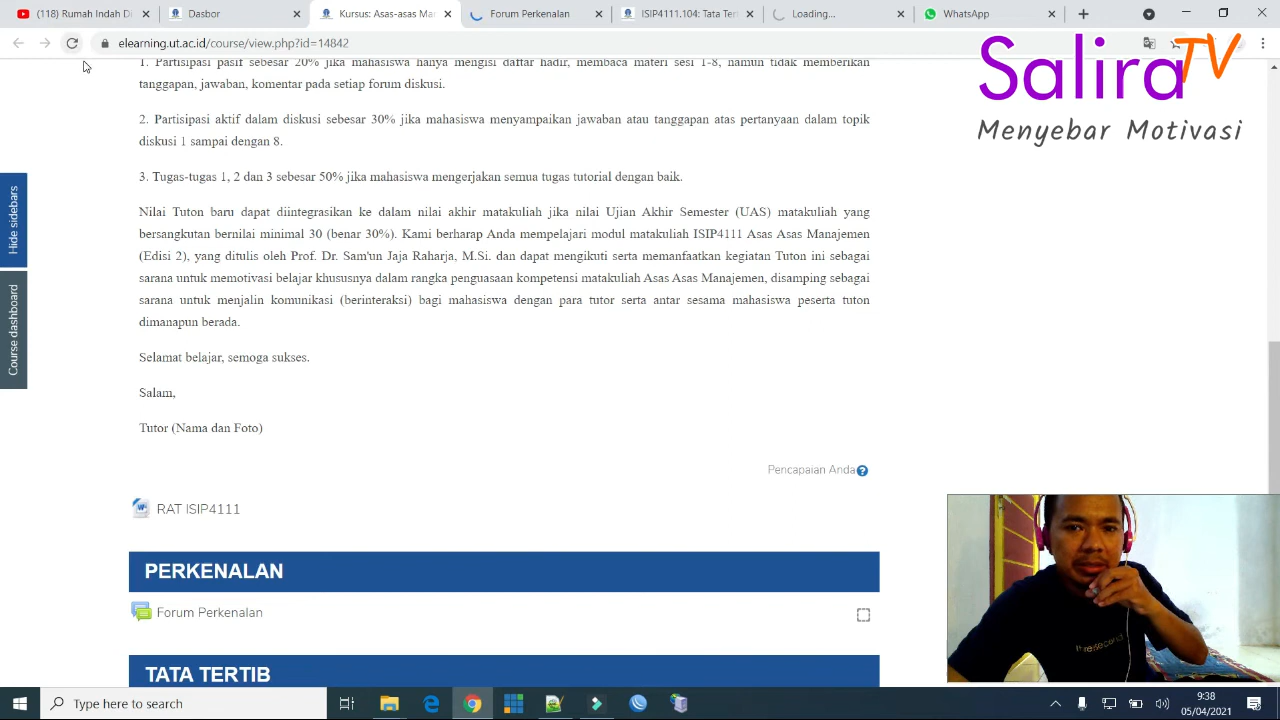 (118) Rumah Indah Di
Dasbor
Kursus: Asas-asas Man
Forum Perkenalan
ISIP4111.104: Tata Tert
Loading...
WhatsApp
elearning.ut.ac.id/course/view.php?id=14842
Salira TV
Menyebar Motivasi
1. Partisipasi pasif sebesar 20% jika mahasiswa hanya mengisi daftar hadir, membaca materi sesi 1-8, namun tidak memberikan
tanggapan, jawaban, komentar pada setiap forum diskusi.
2. Partisipasi aktif dalam diskusi sebesar 30% jika mahasiswa menyampaikan jawaban atau tanggapan atas pertanyaan dalam topik
diskusi 1 sampai dengan 8.
3. Tugas-tugas 1, 2 dan 3 sebesar 50% jika mahasiswa mengerjakan semua tugas tutorial dengan baik.
Nilai Tuton baru dapat diintegrasikan ke dalam nilai akhir matakuliah jika nilai Ujian Akhir Semester (UAS) matakuliah yang
bersangkutan bernilai minimal 30 (benar 30%). Kami berharap Anda mempelajari modul matakuliah ISIP4111 Asas Asas Manajemen
(Edisi 2), yang ditulis oleh Prof. Dr. Sam'un Jaja Raharja, M.Si. dan dapat mengikuti serta memanfaatkan kegiatan Tuton ini sebagai
sarana untuk memotivasi belajar khususnya dalam rangka penguasaan kompetensi matakuliah Asas Asas Manajemen, disamping sebagai
sarana untuk menjalin komunikasi (berinteraksi) bagi mahasiswa dengan para tutor serta antar sesama mahasiswa peserta tuton
dimanapun berada.
Selamat belajar, semoga sukses.
Salam,
Tutor (Nama dan Foto)
Hide sidebars
Course dashboard
Pencapaian Anda
RAT ISIP4111
PERKENALAN
Forum Perkenalan
TATA TERTIB
Type here to search
9:38
05/04/2021